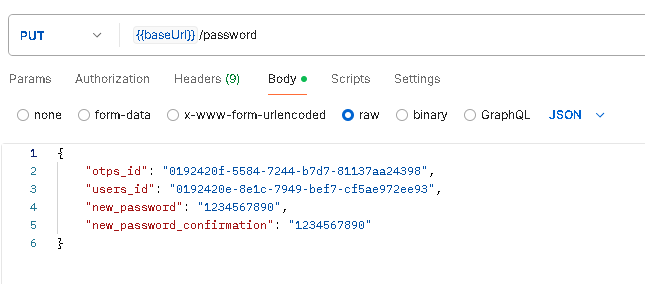 PUT {{baseUrl}} /password
Params Authorization Headers (9) Body Scripts Settings
none form-data x-www-form-urlencoded raw binary GraphQL JSON
1 {
2 "otps_id": "0192420f-5584-7244-b7d7-81137aa24398",
3 "users_id": "0192420e-8e1c-7949-bef7-cf5ae972ee93",
4 "new_password": "1234567890",
5 "new_password_confirmation": "1234567890"
6 }